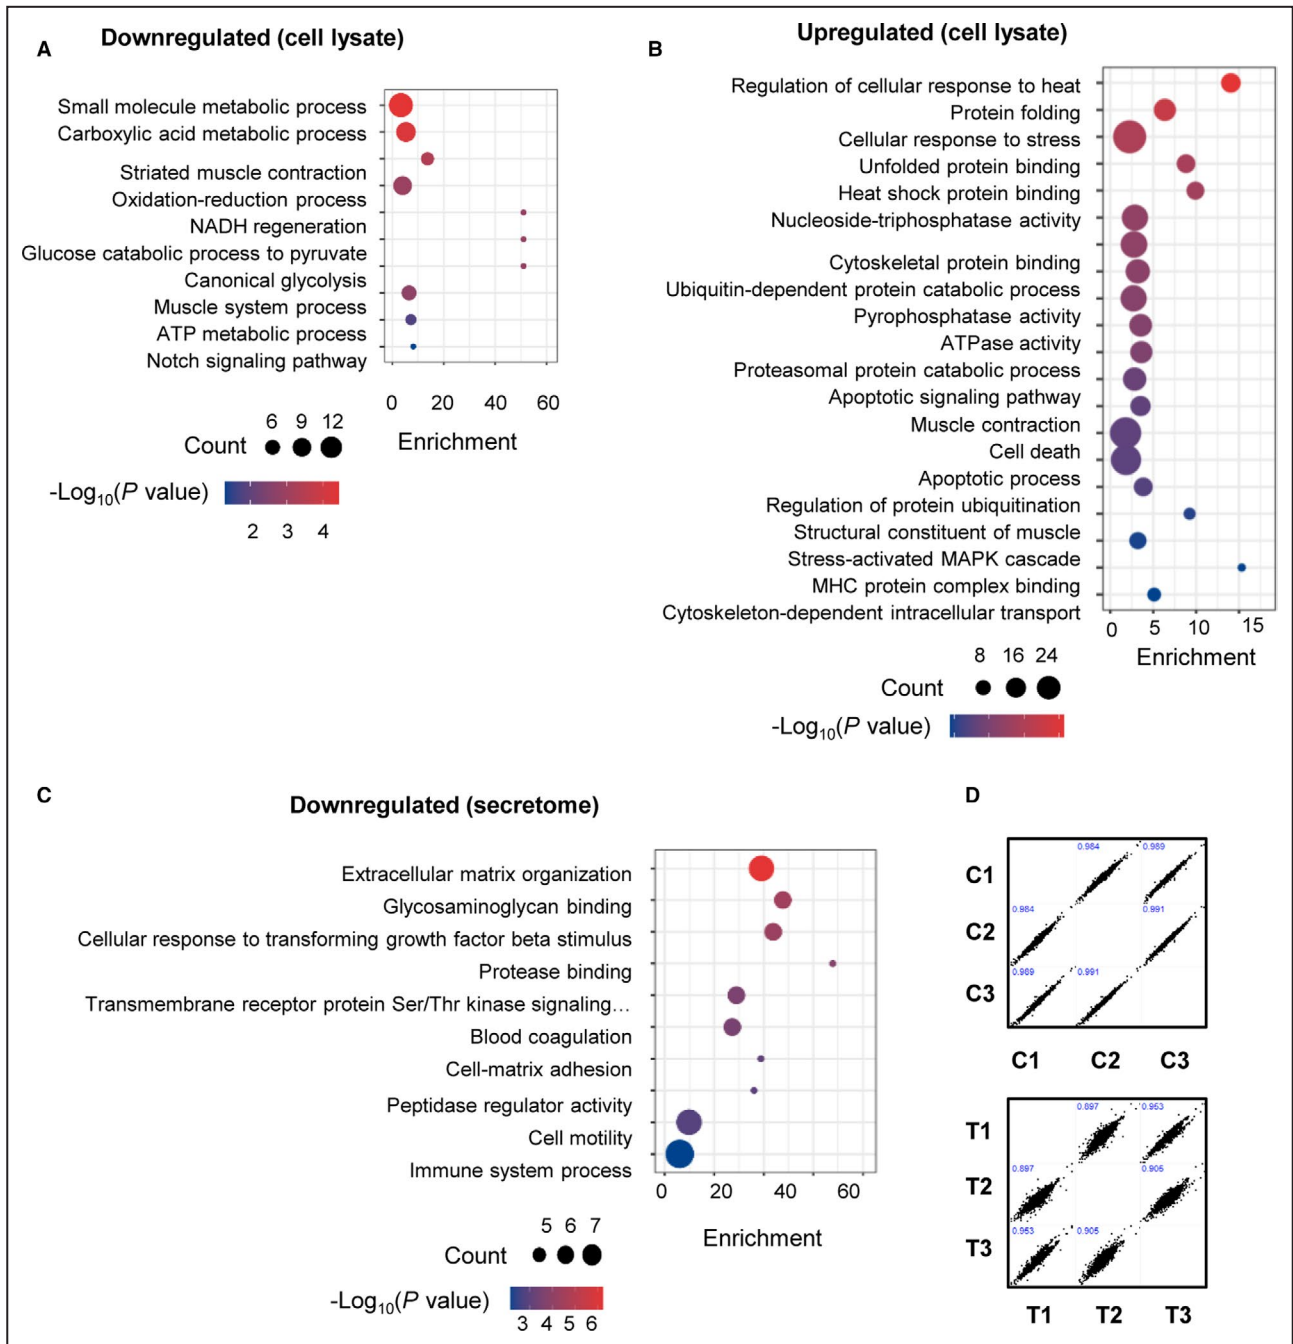 A
Downregulated (cell lysate)
Small molecule metabolic process
Carboxylic acid metabolic process
Striated muscle contraction
Oxidation-reduction process
NADH regeneration
Glucose catabolic process to pyruvate
Canonical glycolysis
Muscle system process
ATP metabolic process
Notch signaling pathway
0 20 40 60
Enrichment
6 9 12
Count
-Log10(P value)
2 3 4
B
Upregulated (cell lysate)
Regulation of cellular response to heat
Protein folding
Cellular response to stress
Unfolded protein binding
Heat shock protein binding
Nucleoside-triphosphatase activity
Cytoskeletal protein binding
Ubiquitin-dependent protein catabolic process
Pyrophosphatase activity
ATPase activity
Proteasomal protein catabolic process
Apoptotic signaling pathway
Muscle contraction
Cell death
Apoptotic process
Regulation of protein ubiquitination
Structural constituent of muscle
Stress-activated MAPK cascade
MHC protein complex binding
Cytoskeleton-dependent intracellular transport
0 5 10 15
Enrichment
8 16 24
Count
-Log10(P value)
C
Downregulated (secretome)
Extracellular matrix organization
Glycosaminoglycan binding
Cellular response to transforming growth factor beta stimulus
Protease binding
Transmembrane receptor protein Ser/Thr kinase signaling…
Blood coagulation
Cell-matrix adhesion
Peptidase regulator activity
Cell motility
Immune system process
0 20 40 60
Enrichment
5 6 7
Count
-Log10(P value)
3 4 5 6
D
0.984 0.989
C1
0.984 0.991
C2
0.989 0.991
C3
C1 C2 C3
0.897 0.953
T1
0.897 0.905
T2
0.953 0.905
T3
T1 T2 T3